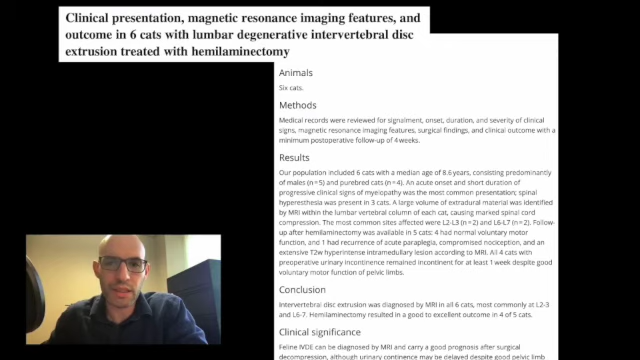 Clinical presentation, magnetic resonance imaging features, and
outcome in 6 cats with lumbar degenerative intervertebral disc
extrusion treated with hemilaminectomy
Animals
Six cats.
Methods
Medical records were reviewed for signalment, onset, duration, and severity of clinical
signs, magnetic resonance imaging features, surgical findings, and clinical outcome with a
minimum postoperative follow-up of 4 weeks.
Results
Our population included 6 cats with a median age of 8.6 years, consisting predominantly
of males (n = 5) and purebred cats (n = 4). An acute onset and short duration of
progressive clinical signs of myelopathy was the most common presentation; spinal
hyperesthesia was present in 3 cats. A large volume of extradural material was identified
by MRI within the lumbar vertebral column of each cat, causing marked spinal cord
compression. The most common sites affected were L2-L3 (n = 2) and L6-L7 (n = 2). Follow-
up after hemilaminectomy was available in 5 cats: 4 had normal voluntary motor
function, and 1 had recurrence of acute paraplegia, compromised nociception, and an
extensive T2w hyperintense intramedullary lesion according to MRI. All 4 cats with
preoperative urinary incontinence remained incontinent for at least 1 week despite good
voluntary motor function of pelvic limbs.
Conclusion
Intervertebral disc extrusion was diagnosed by MRI in all 6 cats, most commonly at L2-3
and L6-7. Hemilaminectomy resulted in a good to excellent outcome in 4 of 5 cats.
Clinical significance
Feline IVDE can be diagnosed by MRI and carry a good prognosis after surgical
decompression, although urinary continence may be delayed despite good pelvic limb